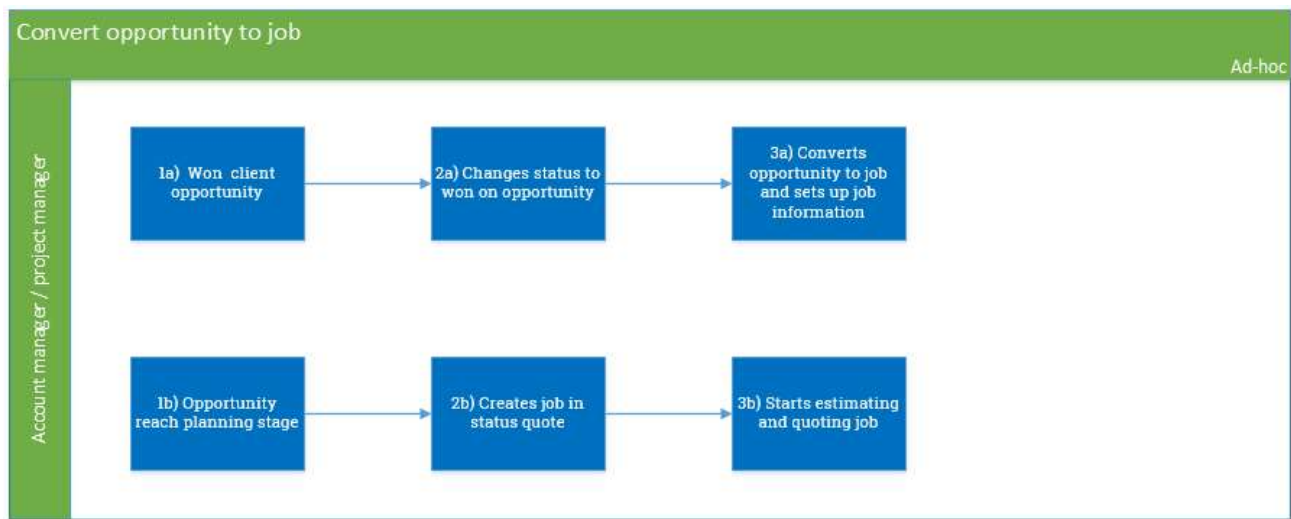 Convert opportunity to job
Ad-hoc
Account manager / project manager
1a) Won client
opportunity
2a) Changes status to
won on opportunity
3a) Converts
opportunity to job
and sets up job
information
1b) Opportunity
reach planning stage
2b) Creates job in
status quote
3b) Starts estimating
and quoting job